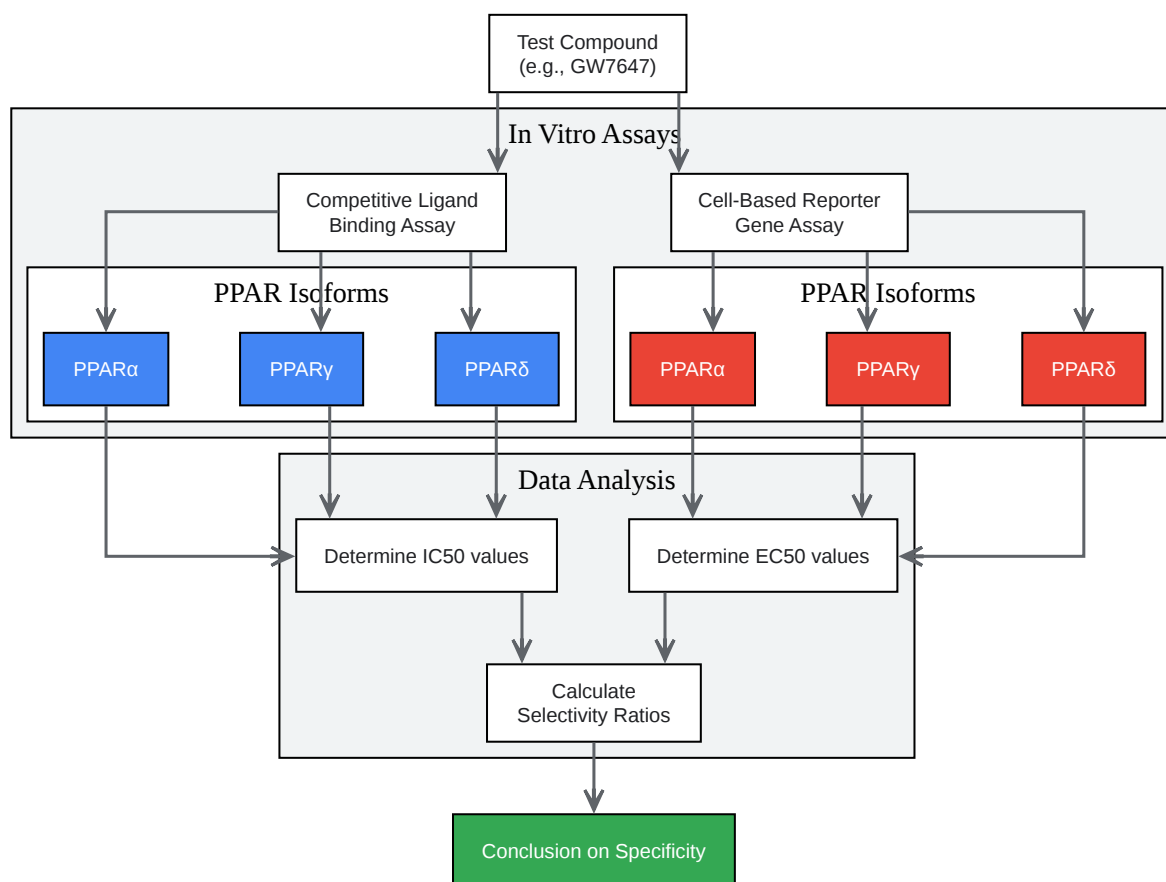 Test Compound
(e.g., GW7647)
In Vitro Assays
Competitive Ligand
Binding Assay
Cell-Based Reporter
Gene Assay
PPAR Isoforms
PPAR Isoforms
PPARα
PPARγ
PPARδ
PPARα
PPARγ
PPARδ
Data Analysis
Determine IC50 values
Determine EC50 values
Calculate
Selectivity Ratios
Conclusion on Specificity